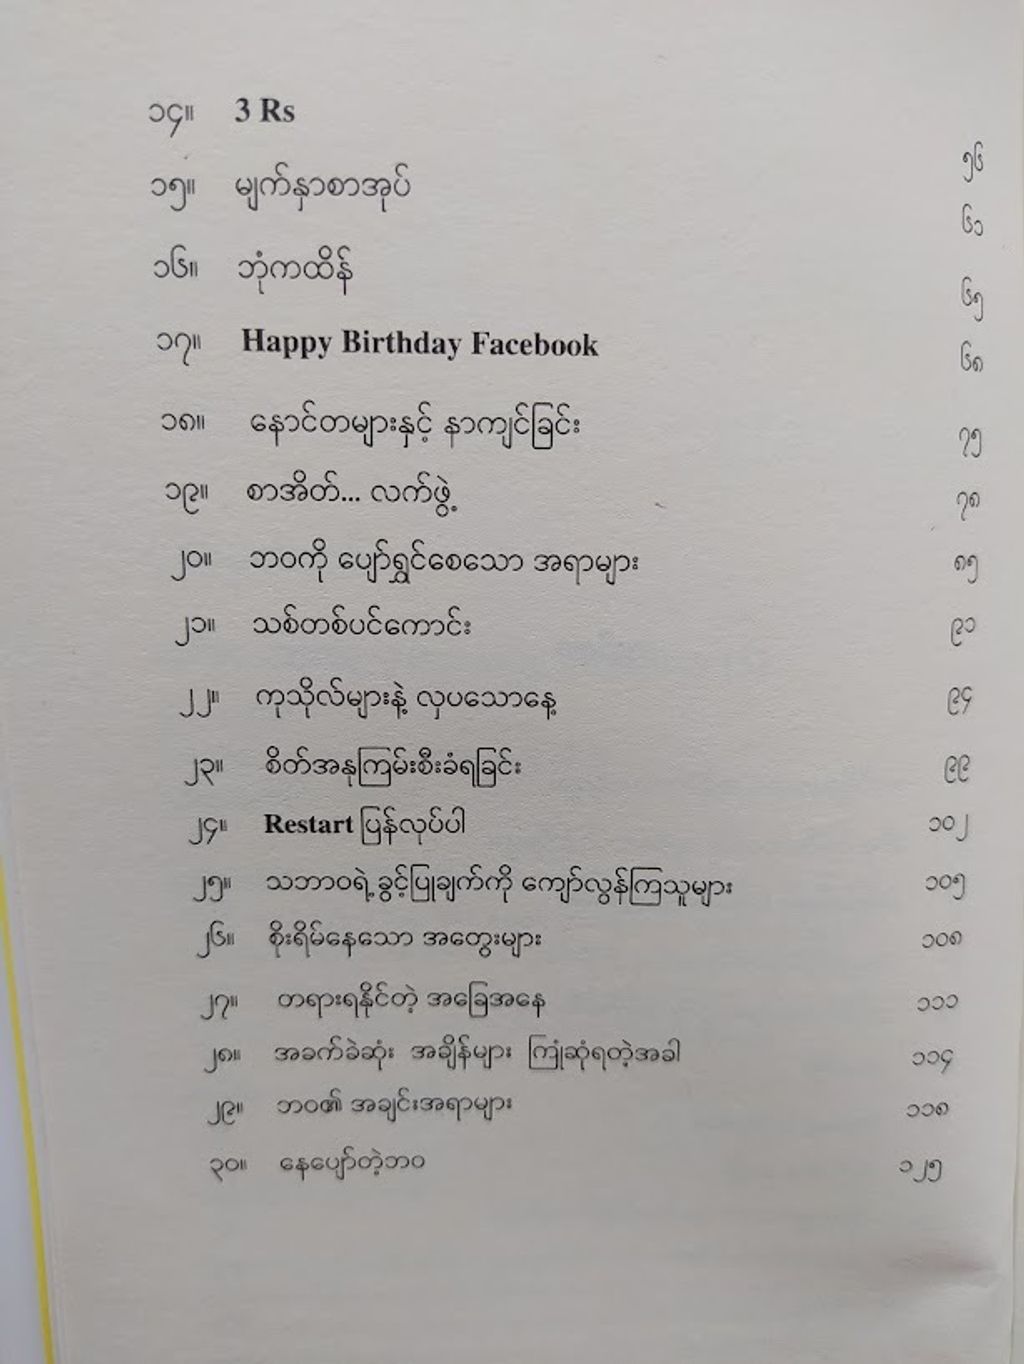 ၁၄။ 3 Rs ၅၆
၁၅။ မျက်နှာစာအုပ် ၆၁
၁၆။ ဘုံကထိန် ၆၅
၁၇။ Happy Birthday Facebook ၆၈
၁၈။ နောင်တများနှင့် နာကျင်ခြင်း ၇၅
၁၉။ စာအိတ်... လက်ဖွဲ့ ၇၈
၂၀။ ဘဝကို ပျော်ရွှင်စေသော အရာများ ၈၅
၂၁။ သစ်တစ်ပင်ကောင်း ၉၁
၂၂။ ကုသိုလ်များနဲ့ လှပသောနေ့ ၉၄
၂၃။ စိတ်အနုကြမ်းစီးခံရခြင်း ၉၉
၂၄။ Restart ပြန်လုပ်ပါ ၁၀၂
၂၅။ သဘာဝရဲ့ ခွင့်ပြုချက်ကို ကျော်လွန်ကြသူများ ၁၀၅
၂၆။ စိုးရိမ်နေသော အတွေးများ ၁၀၈
၂၇။ တရားရနိုင်တဲ့ အခြေအနေ ၁၁၁
၂၈။ အခက်ခဲဆုံး အချိန်များ ကြုံဆုံရတဲ့အခါ ၁၁၄
၂၉။ ဘဝ၏ အချင်းအရာများ ၁၁၈
၃၀။ နေပျော်တဲ့ဘဝ ၁၂၅